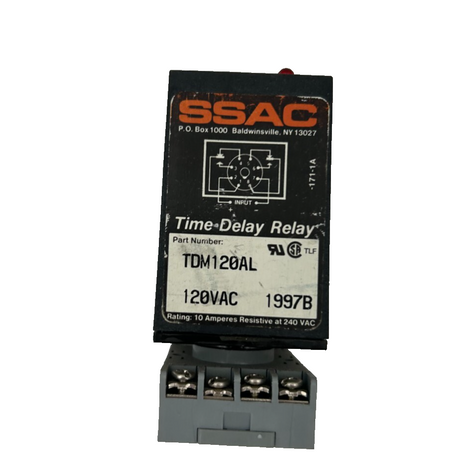 SSAC
P.O. Box 1000 Baldwinsville, NY 13027
-171-1A
INPUT
+ -
Time Delay Relay
Part Number:
TLF
TDM120AL
120VAC 1997B
Rating: 10 Amperes Resistive at 240 VAC